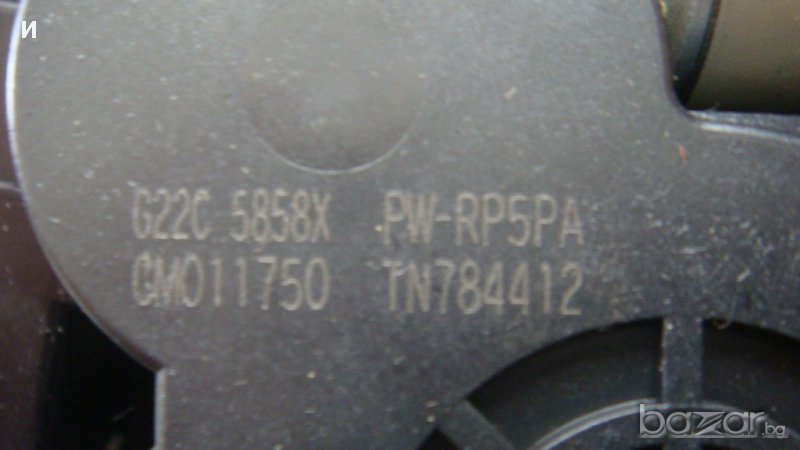 И
G22C 5858X PW-RP5PA
GM011750 TN784412
bazar.bg